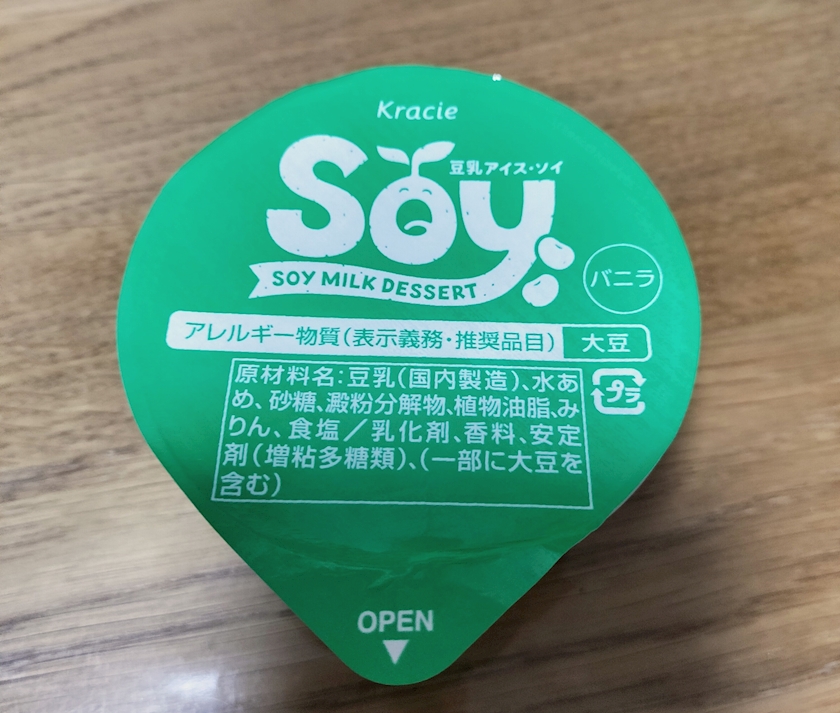 Kracie
Soy
豆乳アイス・ソイ
SOY MILK DESSERT
バニラ
アレルギー物質(表示義務・推奨品目) 大豆
原材料名:豆乳(国内製造)、水あ
め、砂糖、澱粉分解物、植物油脂、み
りん、食塩/乳化剤、香料、安定
剤(増粘多糖類)、(一部に大豆を
含む)
プラ
OPEN